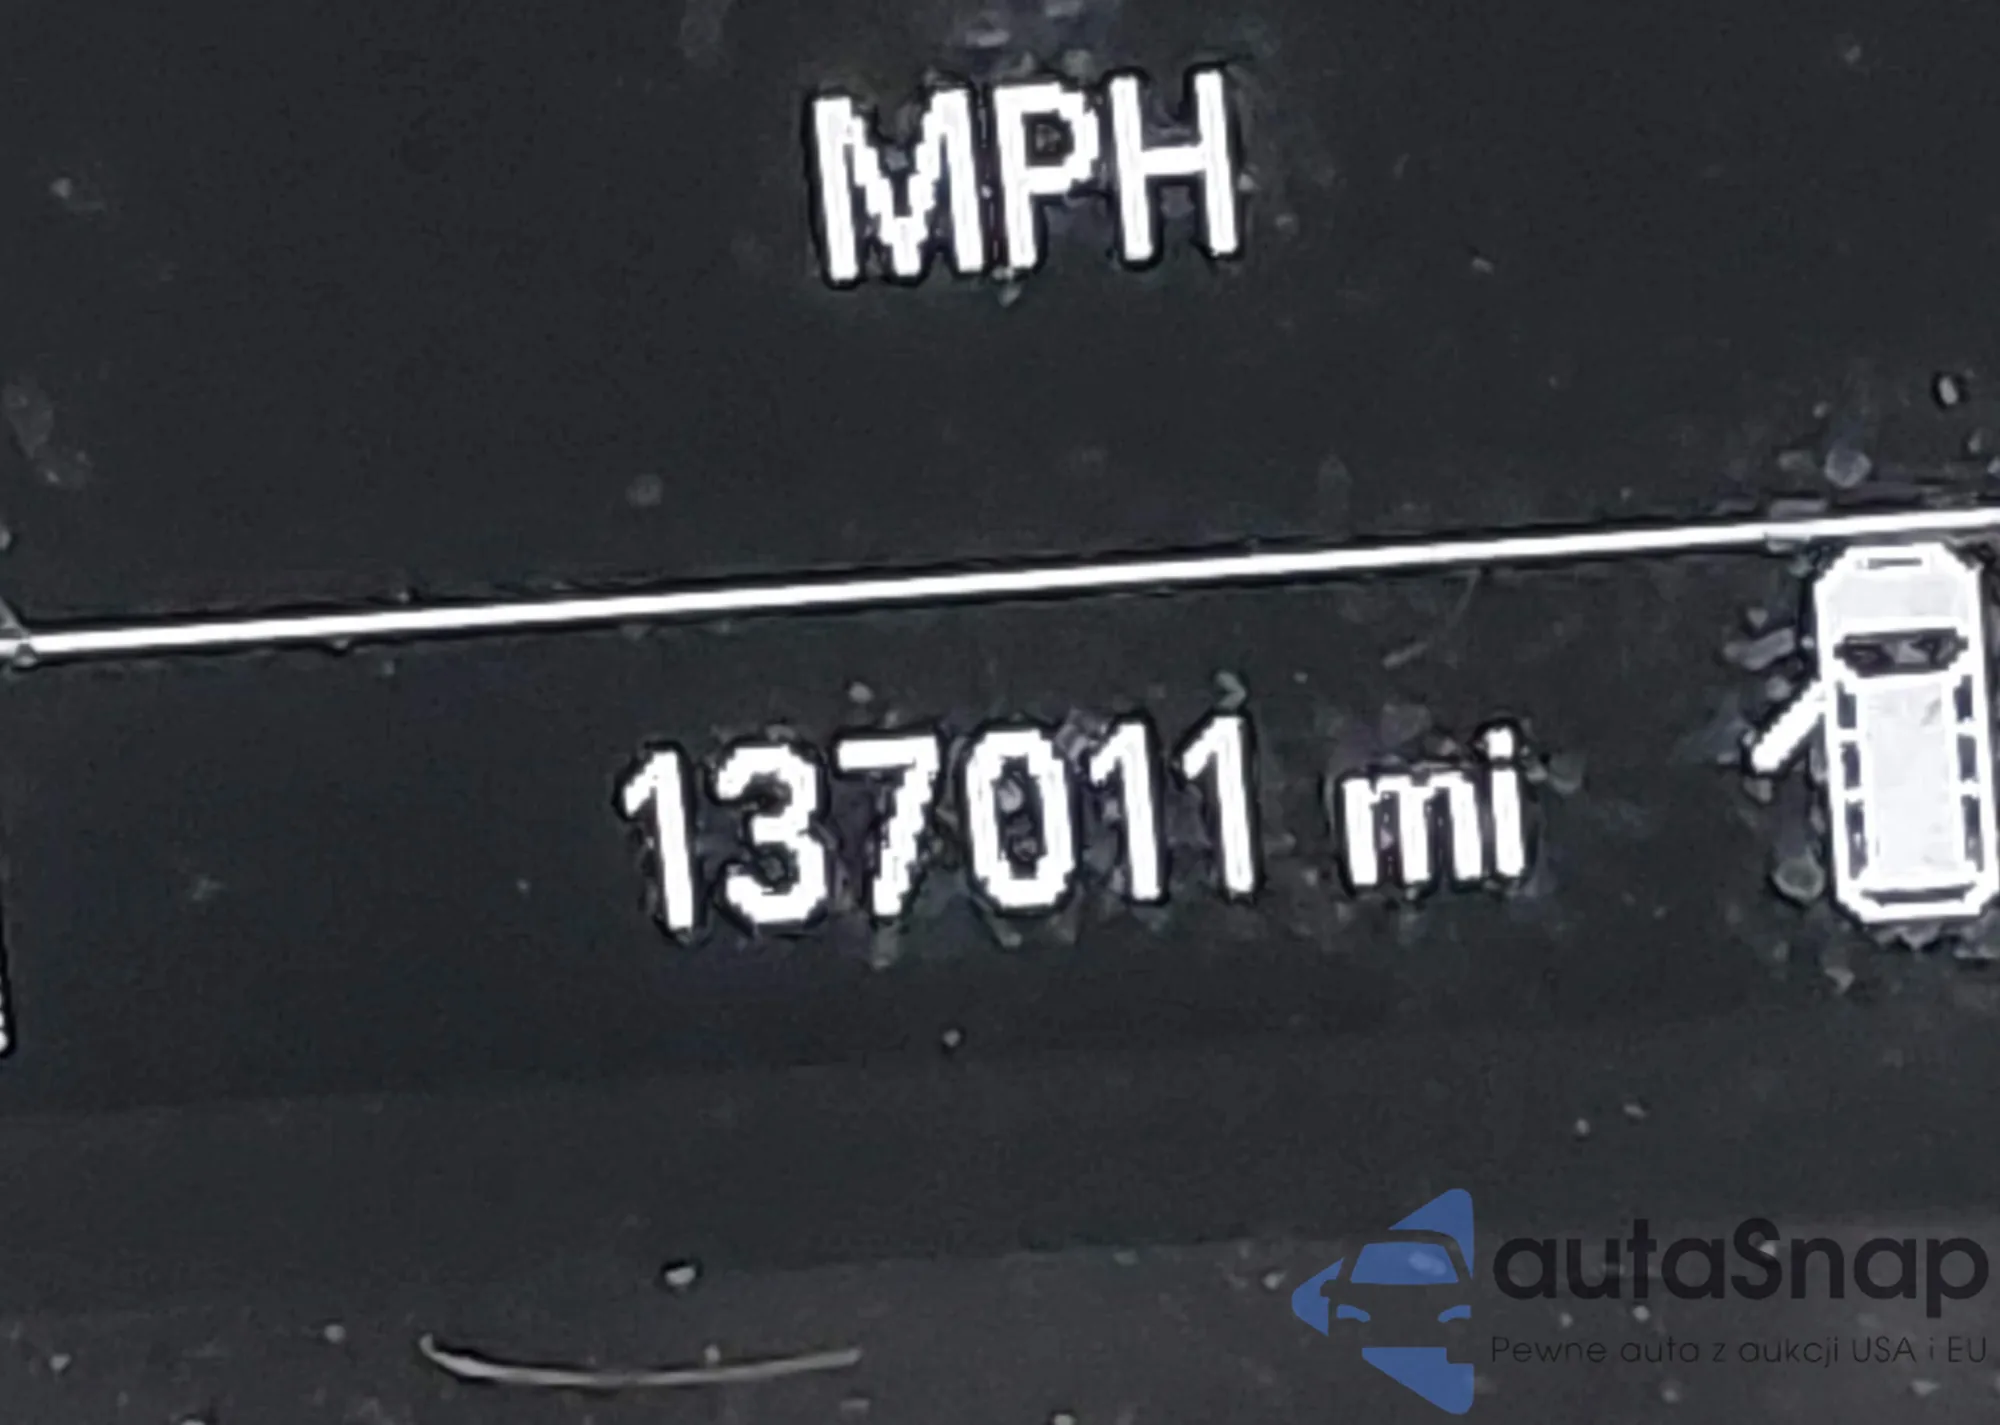 MPH
137011 mi
autaSnap
Pewne auta z aukcji USA i EU